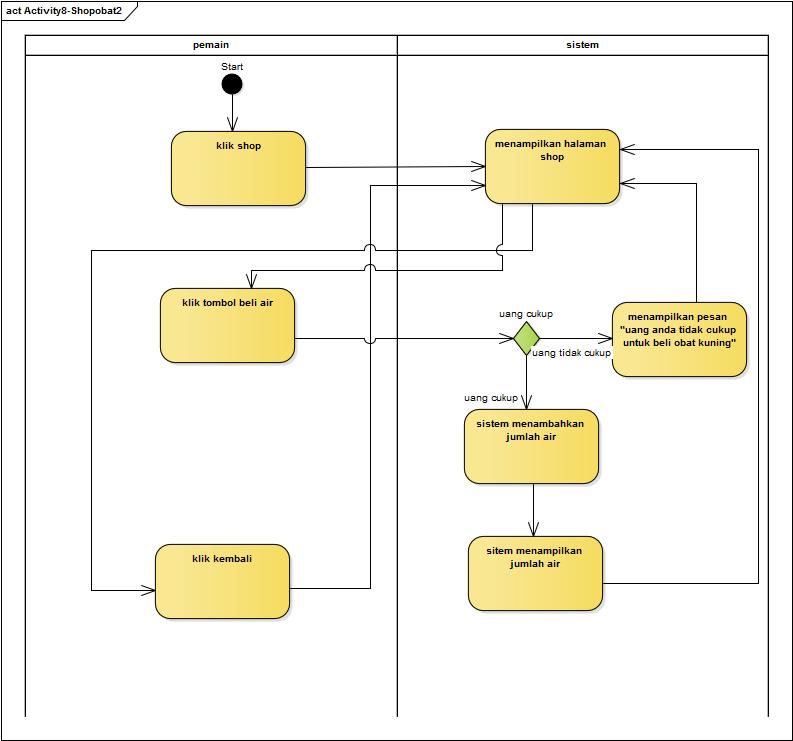 act Activity8-Shopobat2
pemain
sistem
Start
klik shop
menampilkan halaman
shop
klik tombol beli air
uang cukup
uang tidak cukup
menampilkan pesan
"uang anda tidak cukup
untuk beli obat kuning"
uang cukup
sistem menambahkan
jumlah air
klik kembali
sitem menampilkan
jumlah air